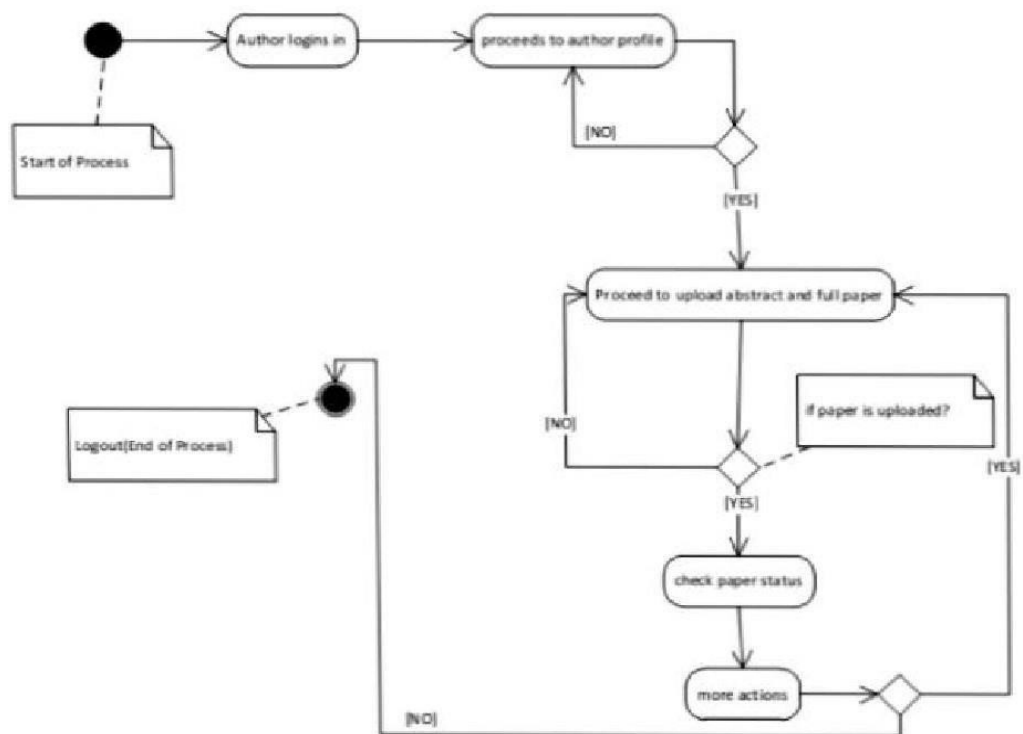 Author logins in
proceeds to author profile
[NO]
Start of Process
[YES]
Proceed to upload abstract and full paper
if paper is uploaded?
[NO]
Logout(End of Process)
[YES]
[YES]
check paper status
more actions
[NO]